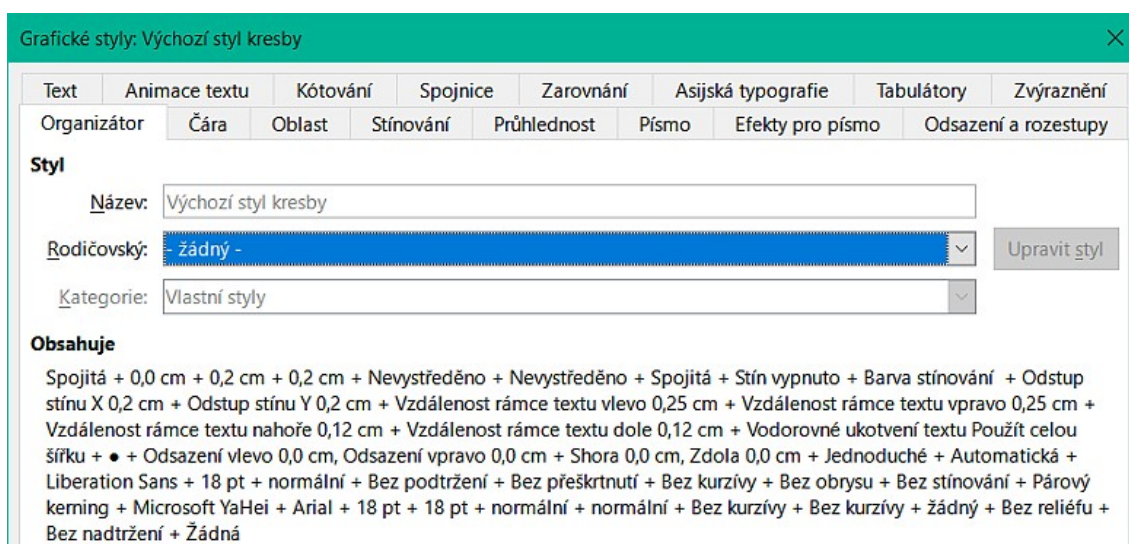 Grafické styly: Výchozí styl kresby
Text Animace textu Kótování Spojnice Zarovnání Asijská typografie Tabulátory Zvýraznění
Organizátor Čára Oblast Stínování Průhlednost Písmo Efekty pro písmo Odsazení a rozestupy
Styl
Název: Výchozí styl kresby
Rodičovský: - žádný - Upravit styl
Kategorie: Vlastní styly
Obsahuje
Spojitá + 0,0 cm + 0,2 cm + 0,2 cm + Nevystředěno + Nevystředěno + Spojitá + Stín vypnuto + Barva stínování + Odstup
stínu X 0,2 cm + Odstup stínu Y 0,2 cm + Vzdálenost rámce textu vlevo 0,25 cm + Vzdálenost rámce textu vpravo 0,25 cm +
Vzdálenost rámce textu nahoře 0,12 cm + Vzdálenost rámce textu dole 0,12 cm + Vodorovné ukotvení textu Použít celou
šířku + ● + Odsazení vlevo 0,0 cm, Odsazení vpravo 0,0 cm + Shora 0,0 cm, Zdola 0,0 cm + Jednoduché + Automatická +
Liberation Sans + 18 pt + normální + Bez podtržení + Bez přeškrtnutí + Bez kurzívy + Bez obrysu + Bez stínování + Párový
kerning + Microsoft YaHei + Arial + 18 pt + 18 pt + normální + normální + Bez kurzívy + Bez kurzívy + žádný + Bez reliéfu +
Bez nadtržení + Žádná